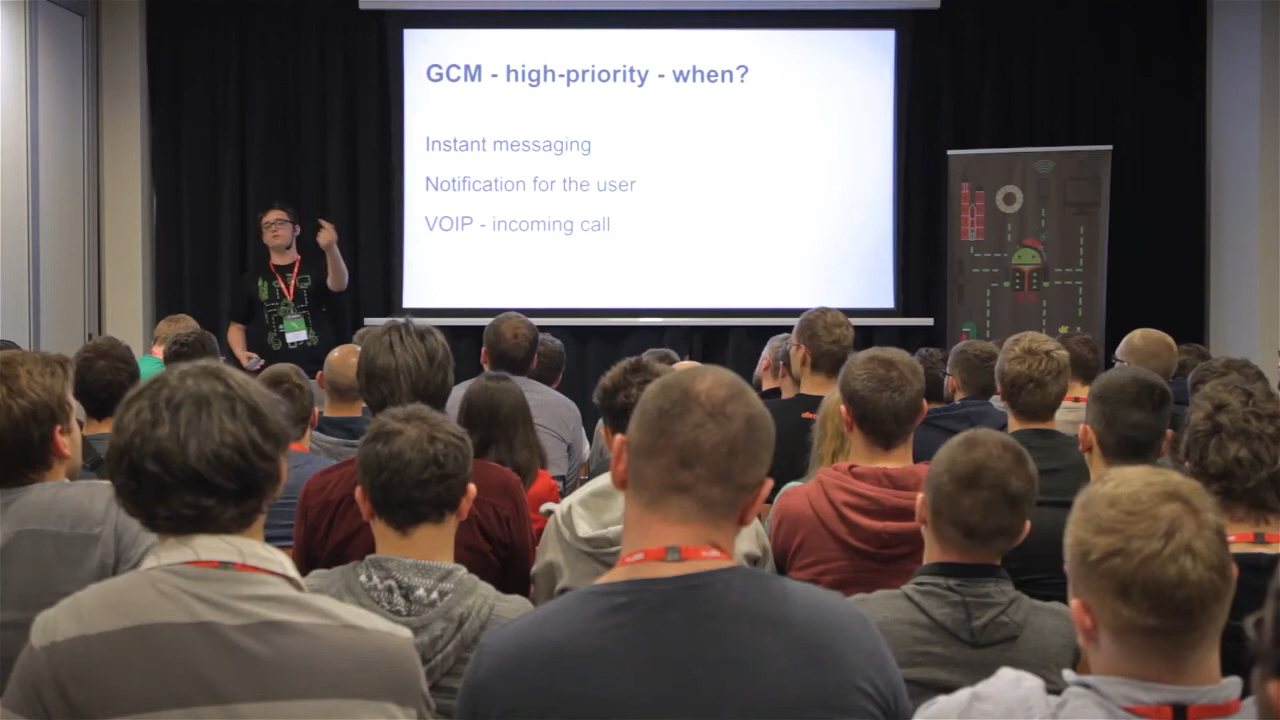 GCM - high-priority - when?
Instant messaging
Notification for the user
VOIP - incoming call